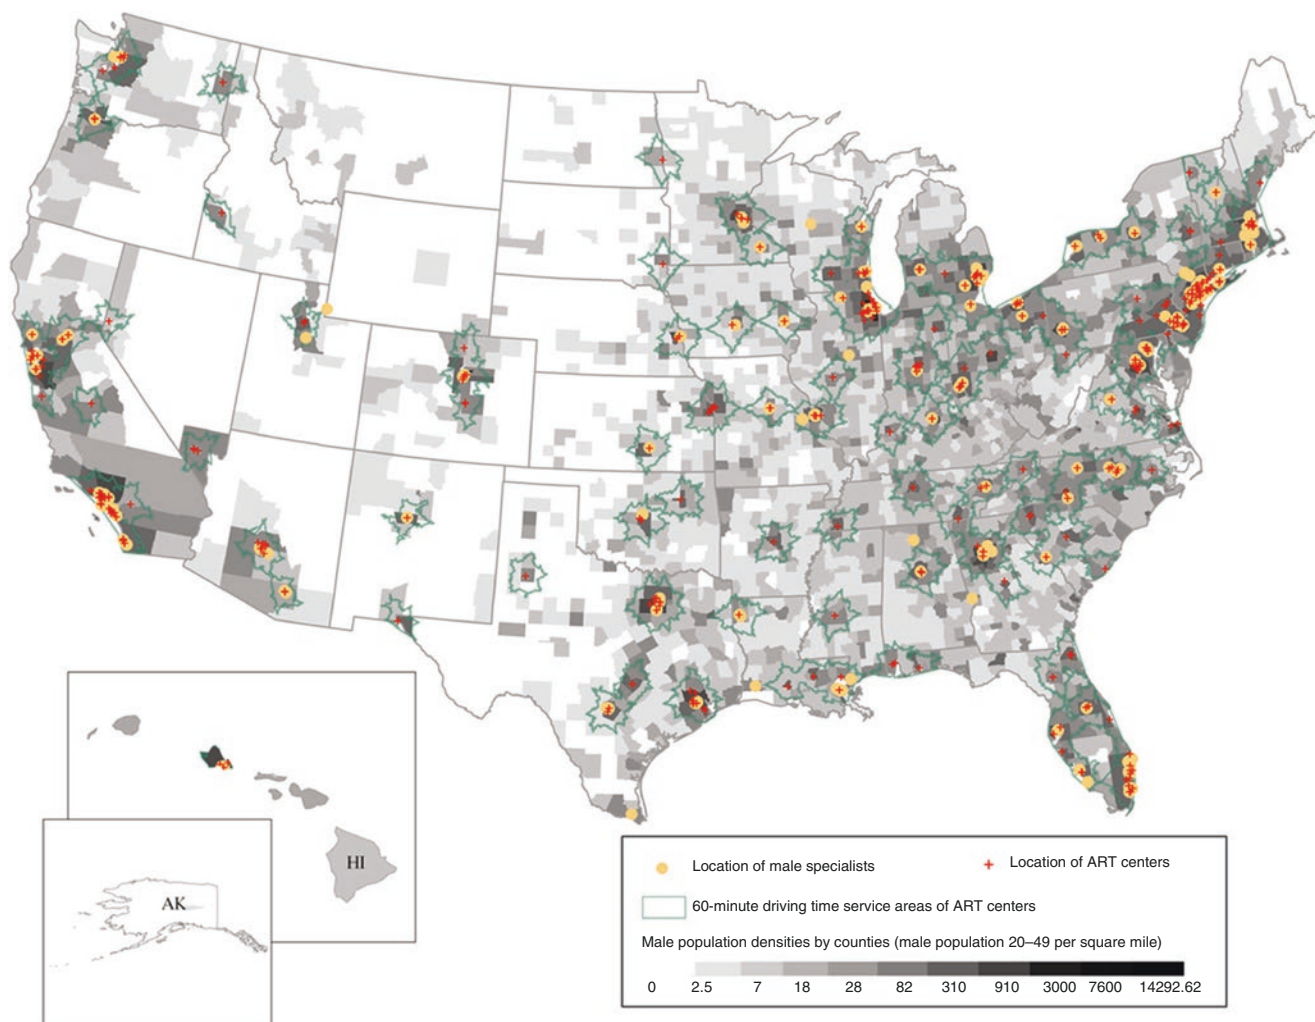 HI
AK
Location of male specialists
Location of ART centers
60-minute driving time service areas of ART centers
Male population densities by counties (male population 20–49 per square mile)
0 2.5 7 18 28 82 310 910 3000 7600 14292.62